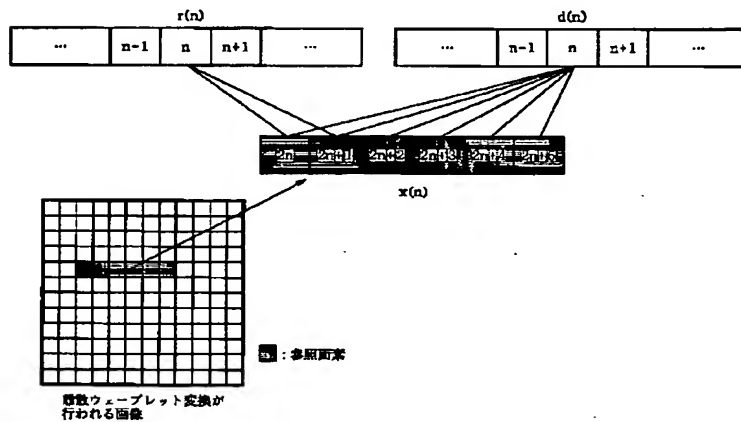 r(n)
d(n)
... n-1 n n+1 ...
... n-1 n n+1 ...
2n 2n+1 2n+2 2n+3 2n+4 2n+5
x(n)
:参照画素
離散ウェーブレット変換が
行われる画像